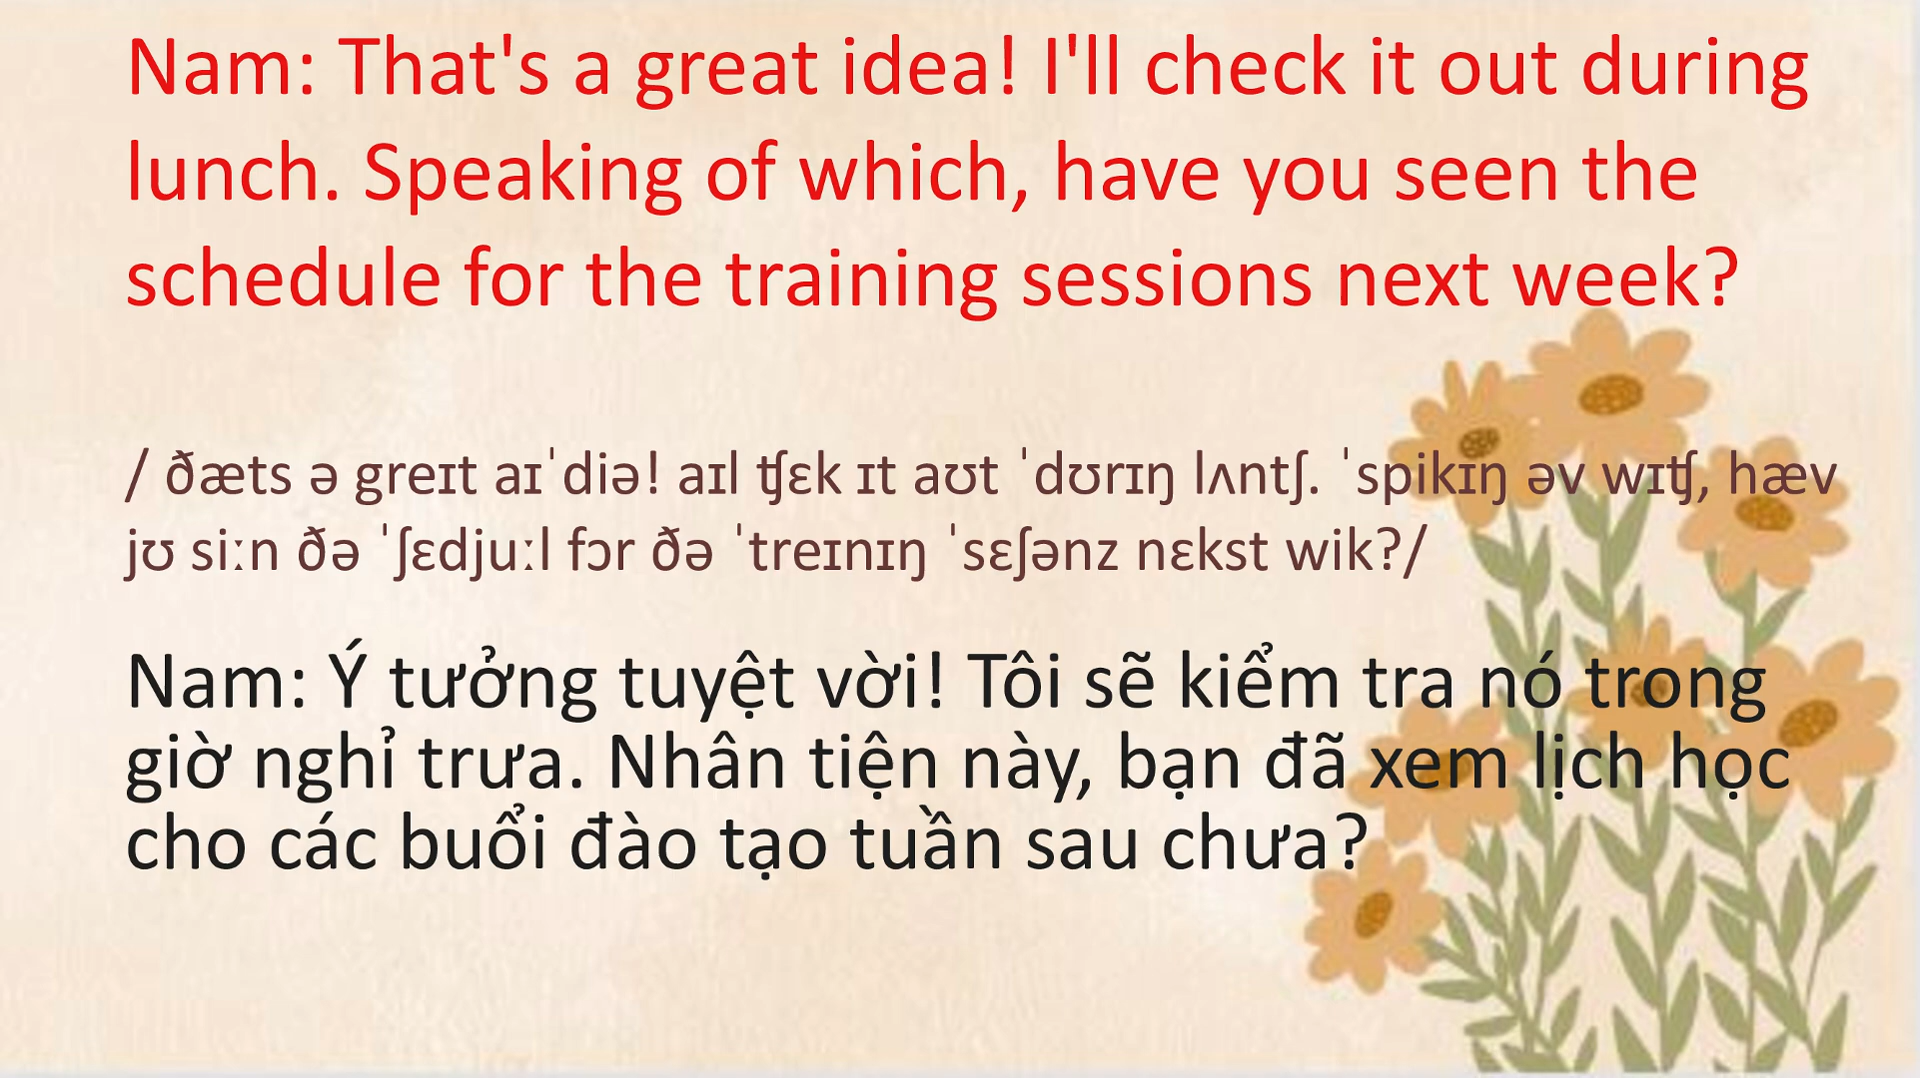 Nam: That's a great idea! I'll check it out during
lunch. Speaking of which, have you seen the
schedule for the training sessions next week?
/ ðæts ə greɪt aɪˈdiə! aɪl ʧɛk ɪt aʊt ˈdʊrɪŋ lʌntʃ. ˈspikɪŋ əv wɪʧ, hæv
jʊ siːn ðə ˈʃɛdjuːl fɔr ðə ˈtreɪnɪŋ ˈsɛʃənz nɛkst wik?/
Nam: Ý tưởng tuyệt vời! Tôi sẽ kiểm tra nó trong
giờ nghỉ trưa. Nhân tiện này, bạn đã xem lịch học
cho các buổi đào tạo tuần sau chưa?